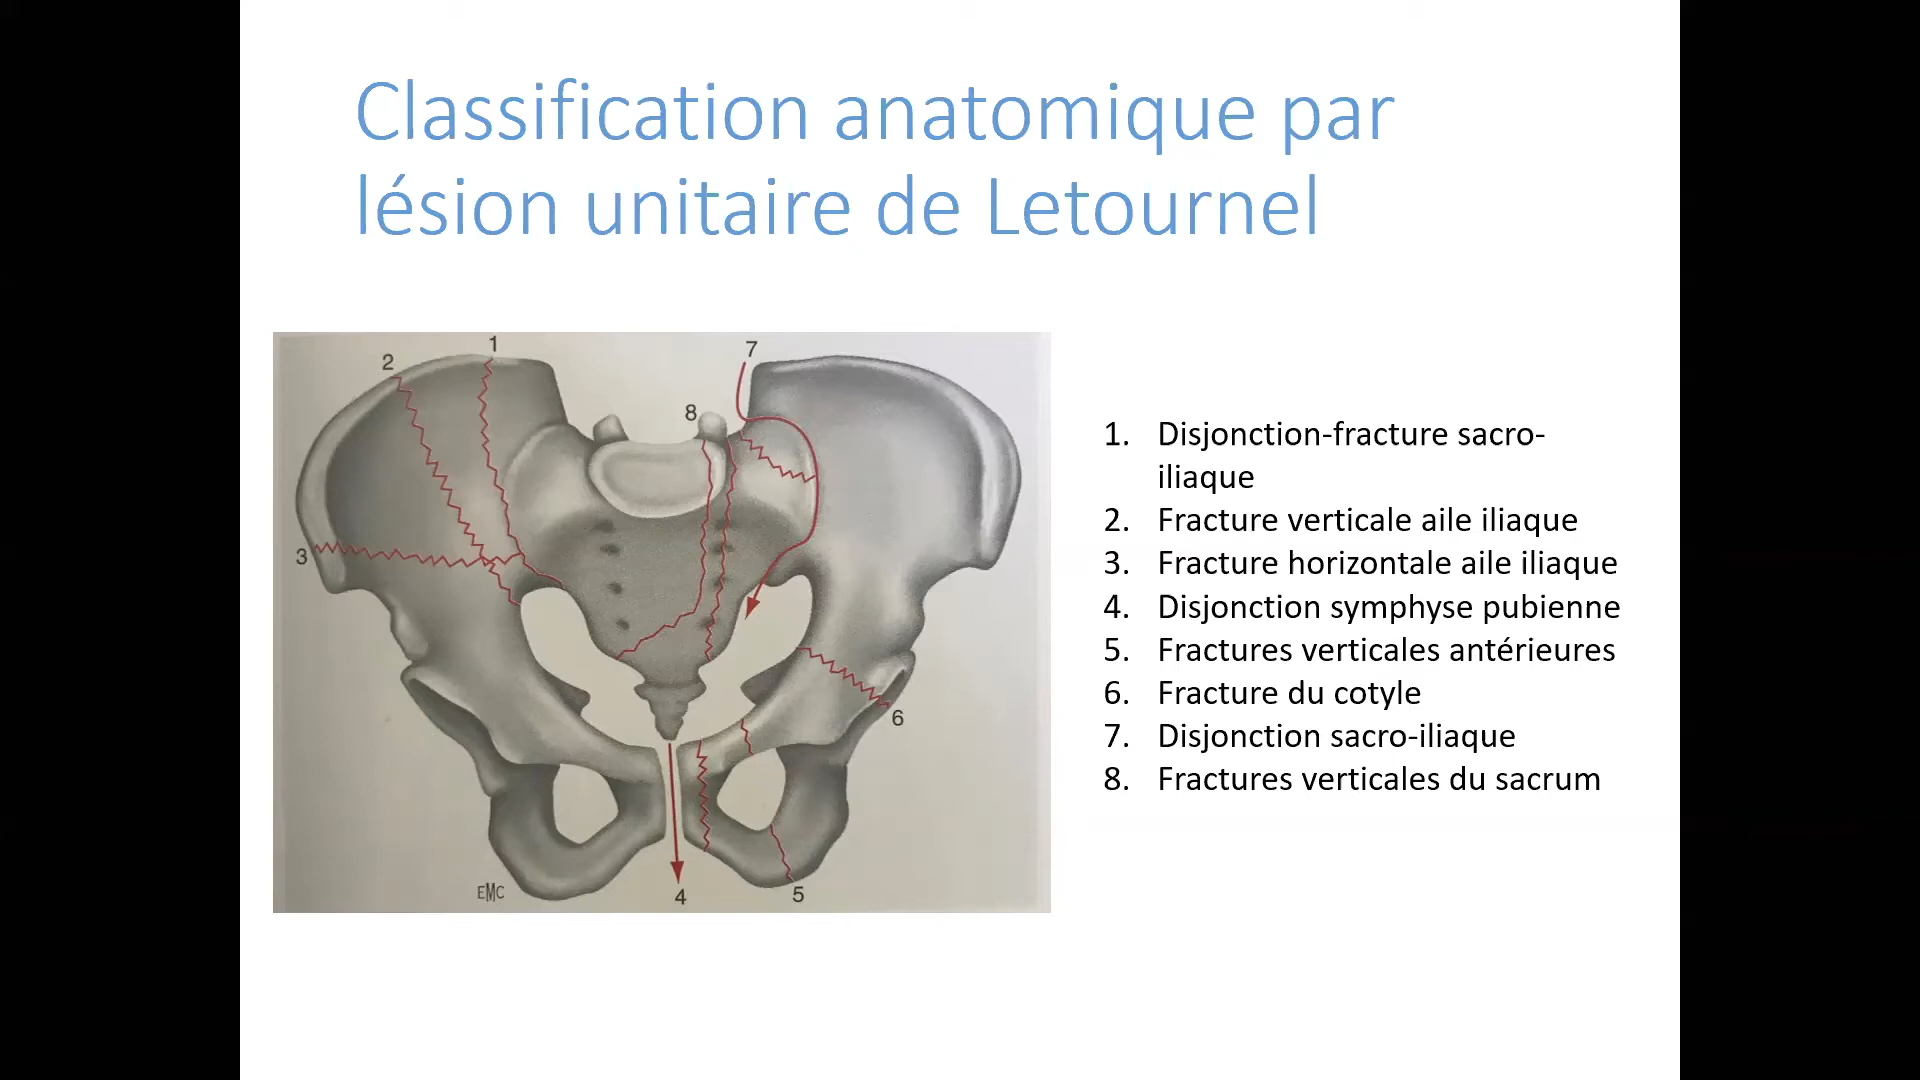 Classification anatomique par
lésion unitaire de Letournel
1
2
7
8
3
6
EMC
4
5
1. Disjonction-fracture sacro-
iliaque
2. Fracture verticale aile iliaque
3. Fracture horizontale aile iliaque
4. Disjonction symphyse pubienne
5. Fractures verticales antérieures
6. Fracture du cotyle
7. Disjonction sacro-iliaque
8. Fractures verticales du sacrum